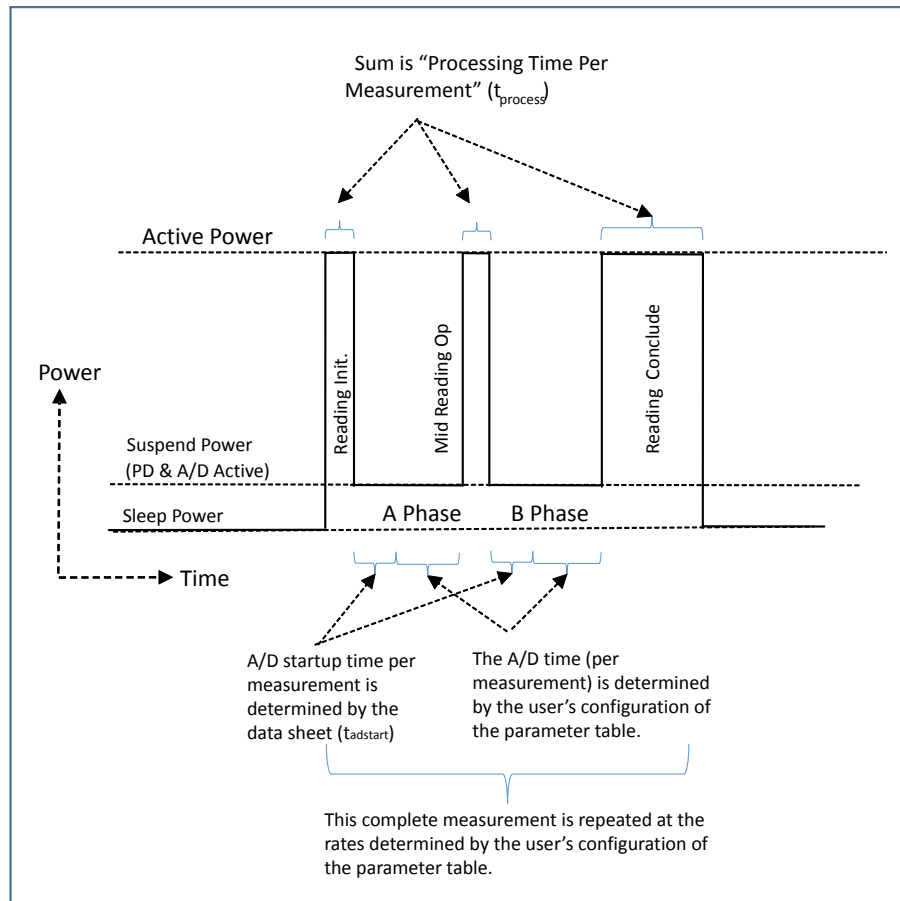 Sum is “Processing Time Per
Measurement” (tprocess)
Active Power
Reading Init.
Mid Reading Op
Reading Conclude
Power
Suspend Power
(PD & A/D Active)
Sleep Power
A Phase
B Phase
Time
A/D startup time per
measurement is
determined by the
data sheet (tadstart)
The A/D time (per
measurement) is determined
by the user’s configuration of
the parameter table.
This complete measurement is repeated at the
rates determined by the user’s configuration of
the parameter table.